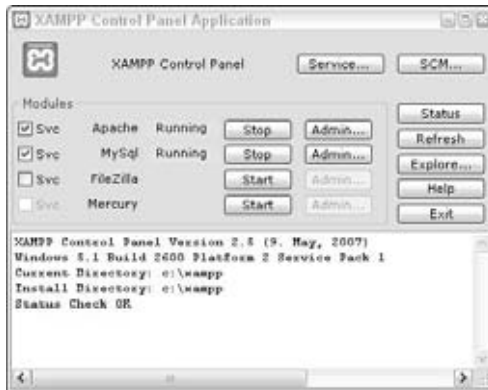 XAMPP Control Panel Application
XAMPP Control Panel Service... SCM...
Modules
Svc Apache Running Stop Admin...
Svc MySql Running Stop Admin...
Svc FileZilla Start Admin...
Svc Mercury Start Admin...
Status
Refresh
Explore...
Help
Exit
XAMPP Control Panel Version 2.5 (9. May, 2007)
Windows 5.1 Build 2600 Platform 2 Service Pack 1
Current Directory: c:\xampp
Install Directory: c:\xampp
Status Check OK